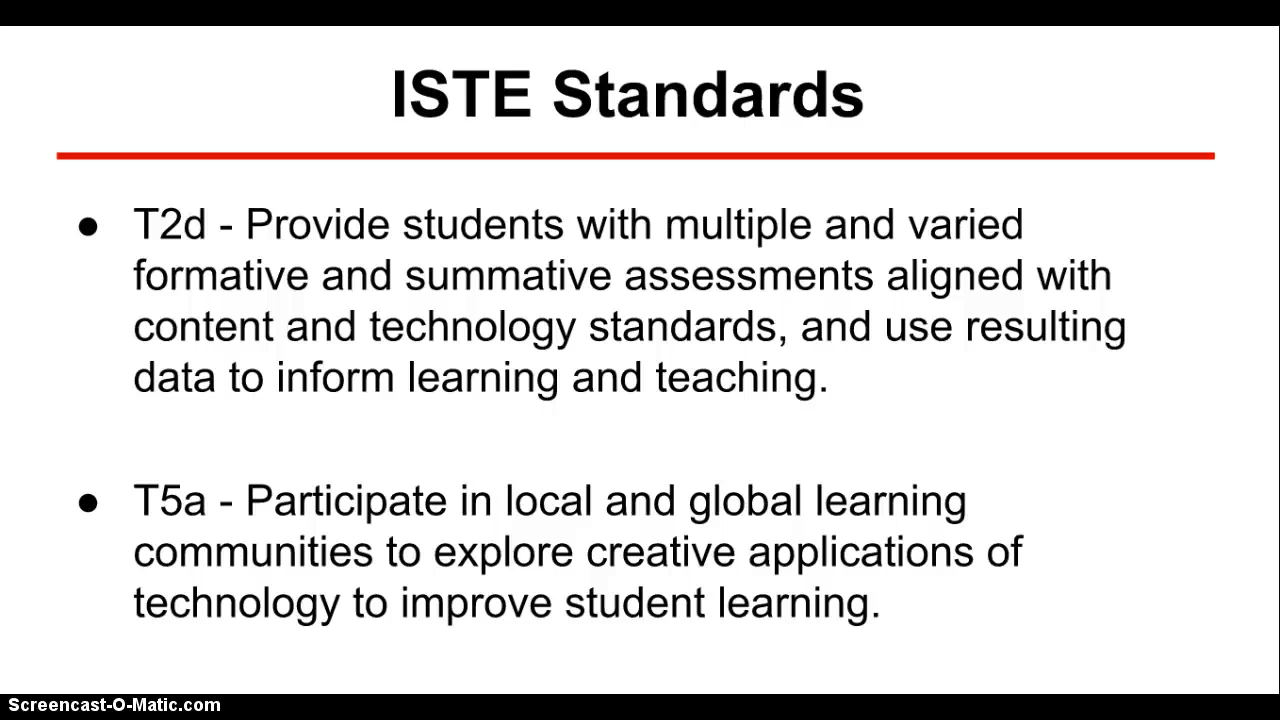 ISTE Standards
● T2d - Provide students with multiple and varied
formative and summative assessments aligned with
content and technology standards, and use resulting
data to inform learning and teaching.
● T5a - Participate in local and global learning
communities to explore creative applications of
technology to improve student learning.
Screencast-O-Matic.com